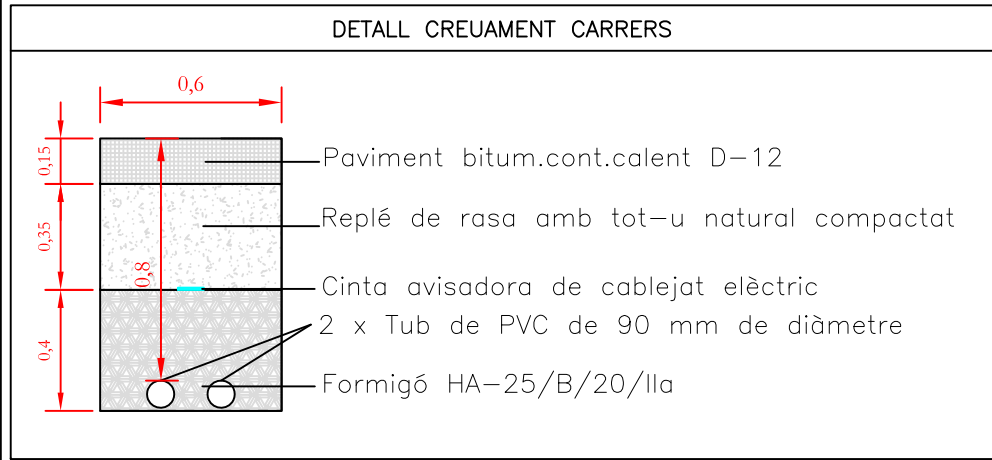 DETALL CREUAMENT CARRERS
0,6
0,15
Paviment bitum.cont.calent D-12
0,35
Replé de rasa amb tot-u natural compactat
0,8
Cinta avisadora de cablejat elèctric
0,4
2 x Tub de PVC de 90 mm de diàmetre
Formigó HA-25/B/20/IIa